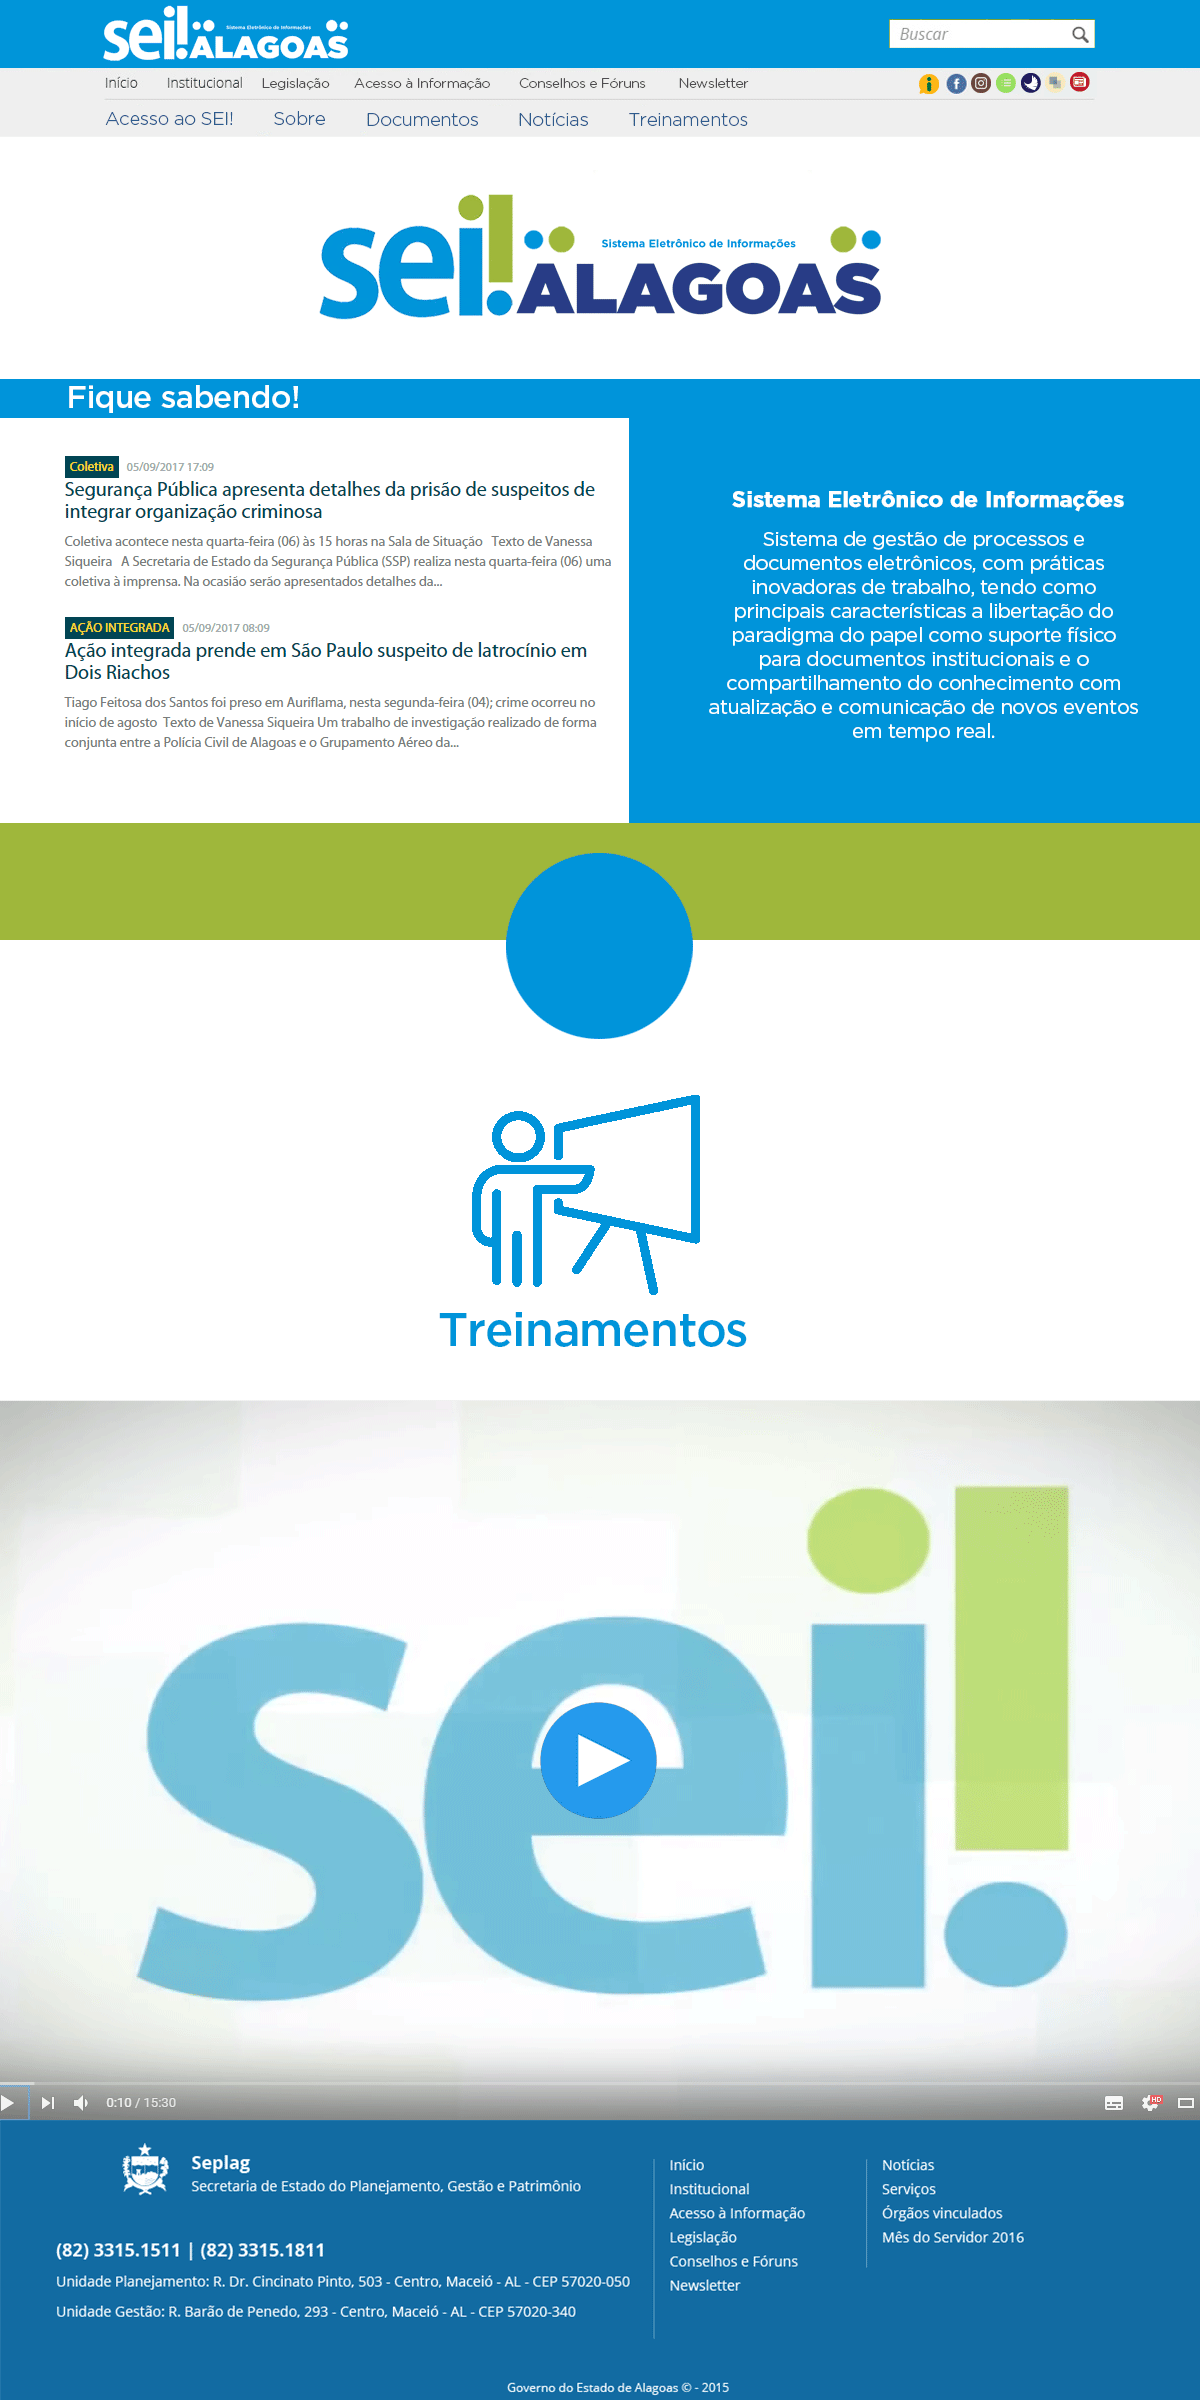 sei! Sistema Eletrônico de Informações
ALAGOAS
Buscar
Início Institucional Legislação Acesso à Informação Conselhos e Fóruns Newsletter
Acesso ao SEI! Sobre Documentos Notícias Treinamentos
sei! Sistema Eletrônico de Informações
ALAGOAS
Fique sabendo!
Coletiva 05/09/2017 17:09
Segurança Pública apresenta detalhes da prisão de suspeitos de
integrar organização criminosa
Coletiva acontece nesta quarta-feira (06) às 15 horas na Sala de Situação Texto de Vanessa
Siqueira A Secretaria de Estado da Segurança Pública (SSP) realiza nesta quarta-feira (06) uma
coletiva à imprensa. Na ocasião serão apresentados detalhes da...
AÇÃO INTEGRADA 05/09/2017 08:09
Ação integrada prende em São Paulo suspeito de latrocínio em
Dois Riachos
Tiago Feitosa dos Santos foi preso em Auriflama, nesta segunda-feira (04); crime ocorreu no
início de agosto Texto de Vanessa Siqueira Um trabalho de investigação realizado de forma
conjunta entre a Polícia Civil de Alagoas e o Grupamento Aéreo da...
Sistema Eletrônico de Informações
Sistema de gestão de processos e
documentos eletrônicos, com práticas
inovadoras de trabalho, tendo como
principais características a libertação do
paradigma do papel como suporte físico
para documentos institucionais e o
compartilhamento do conhecimento com
atualização e comunicação de novos eventos
em tempo real.
Treinamentos
sei!
0:10 / 15:30
HD
Seplag
Secretaria de Estado do Planejamento, Gestão e Patrimônio
(82) 3315.1511 | (82) 3315.1811
Unidade Planejamento: R. Dr. Cincinato Pinto, 503 - Centro, Maceió - AL - CEP 57020-050
Unidade Gestão: R. Barão de Penedo, 293 - Centro, Maceió - AL - CEP 57020-340
Início
Institucional
Acesso à Informação
Legislação
Conselhos e Fóruns
Newsletter
Notícias
Serviços
Órgãos vinculados
Mês do Servidor 2016
Governo do Estado de Alagoas © - 2015